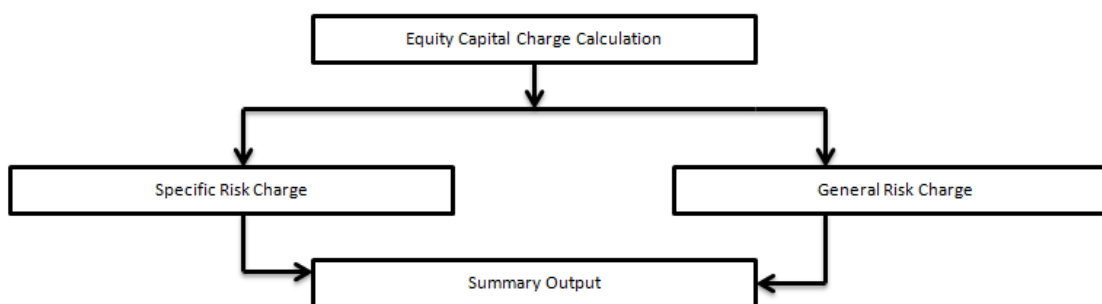 Equity Capital Charge Calculation
Specific Risk Charge
General Risk Charge
Summary Output